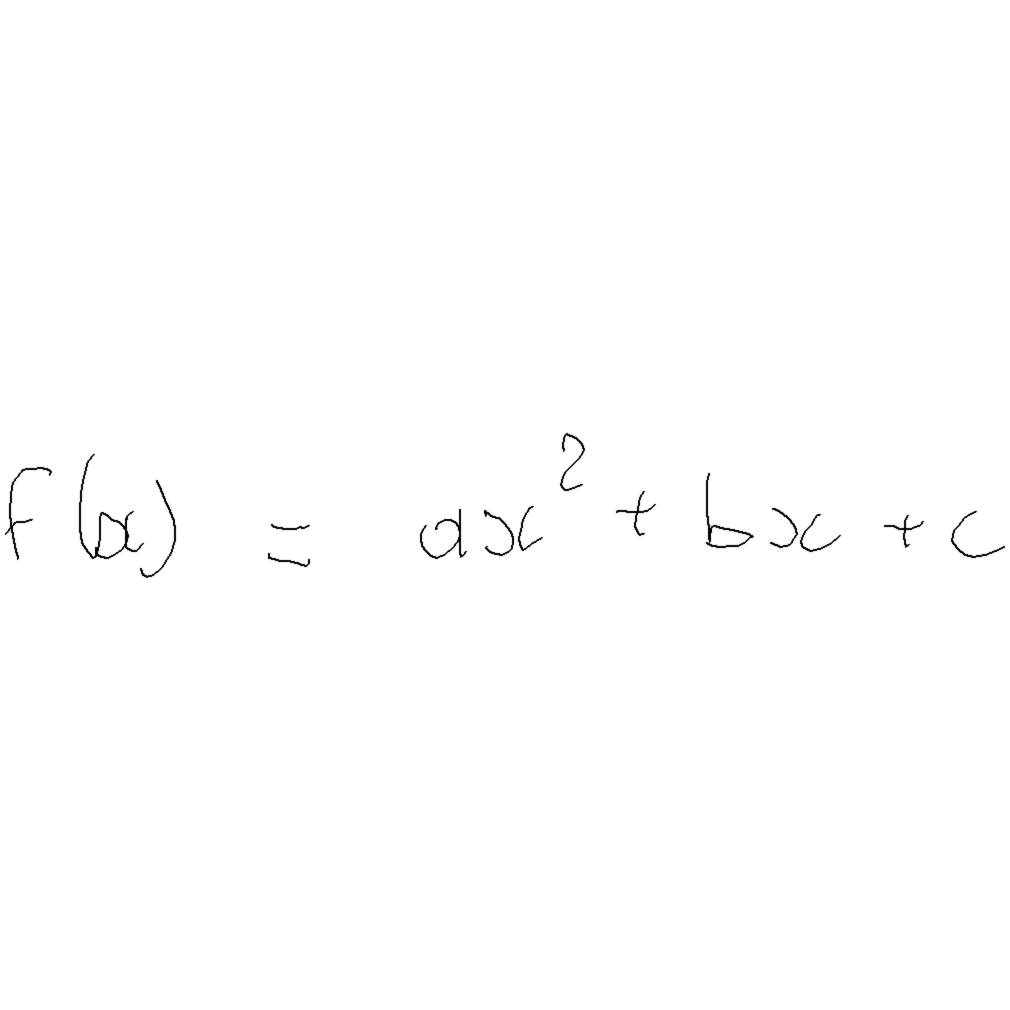 f(x) = ax² + bx + c